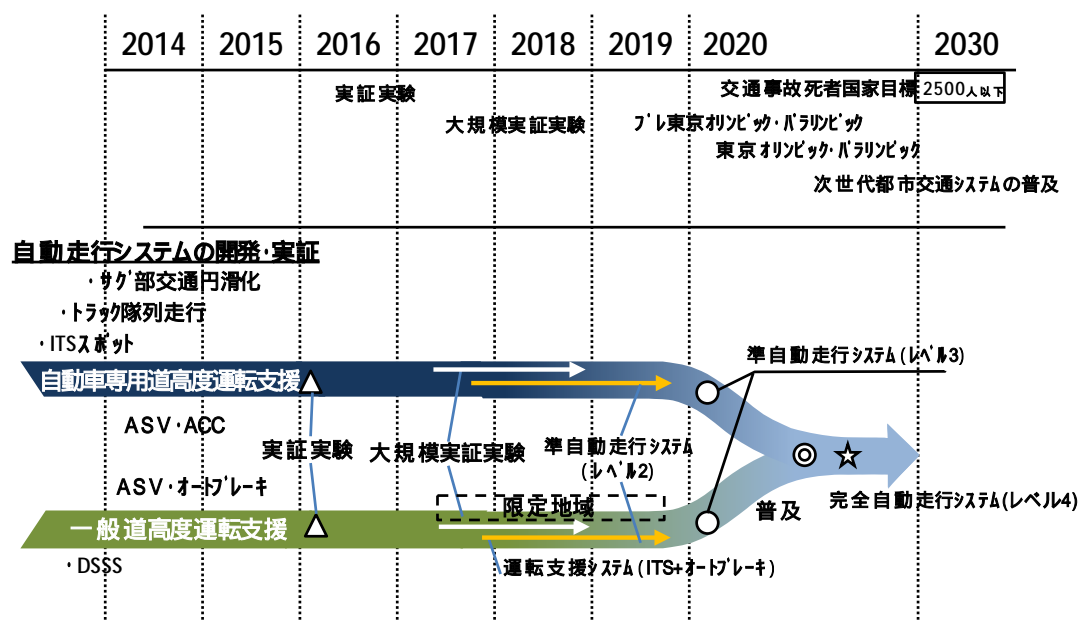 2014 2015 2016 2017 2018 2019 2020 2030
実証実験
交通事故死者国家目標 2500人以下
大規模実証実験
プレ東京オリンピック・パラリンピック
東京オリンピック・パラリンピック
次世代都市交通システムの普及
自動走行システムの開発・実証
・サグ部交通円滑化
・トラック隊列走行
・ITSスポット
準自動走行システム(レベル3)
自動車専用道高度運転支援
ASV・ACC
実証実験
大規模実証実験
準自動走行システム
(レベル2)
ASV・オートブレーキ
限定地域
普及
完全自動走行システム(レベル4)
一般道高度運転支援
・DSSS
運転支援システム(ITS+オートブレーキ)